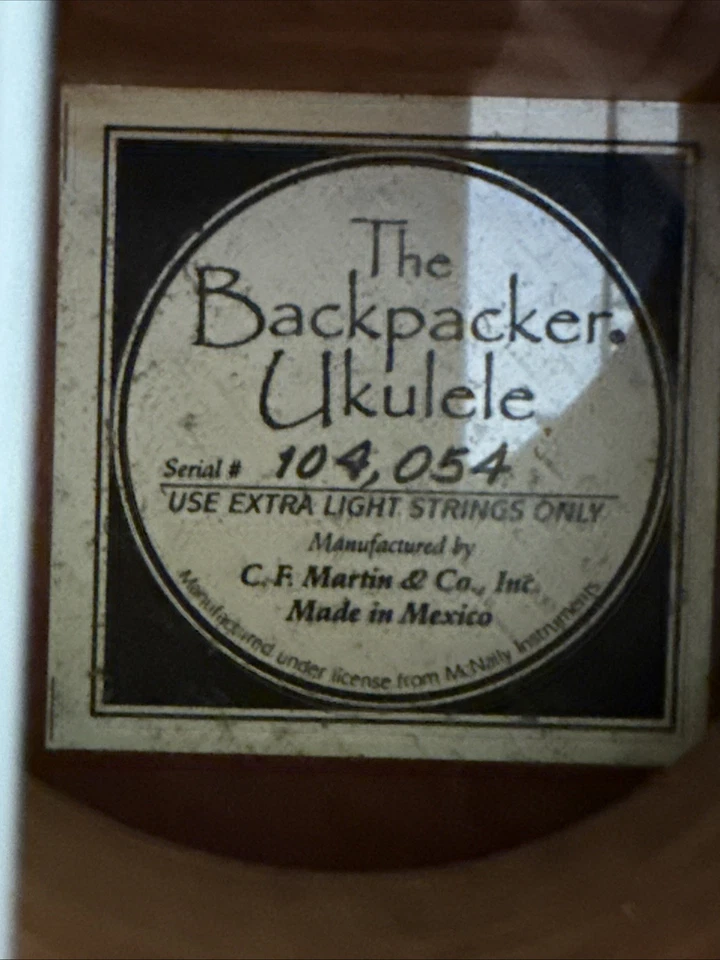 The
Backpacker®
Ukulele
Serial # 104,054
USE EXTRA LIGHT STRINGS ONLY
Manufactured by
C. F. Martin & Co., Inc.
Made in Mexico
Manufactured under license from McNally Instruments